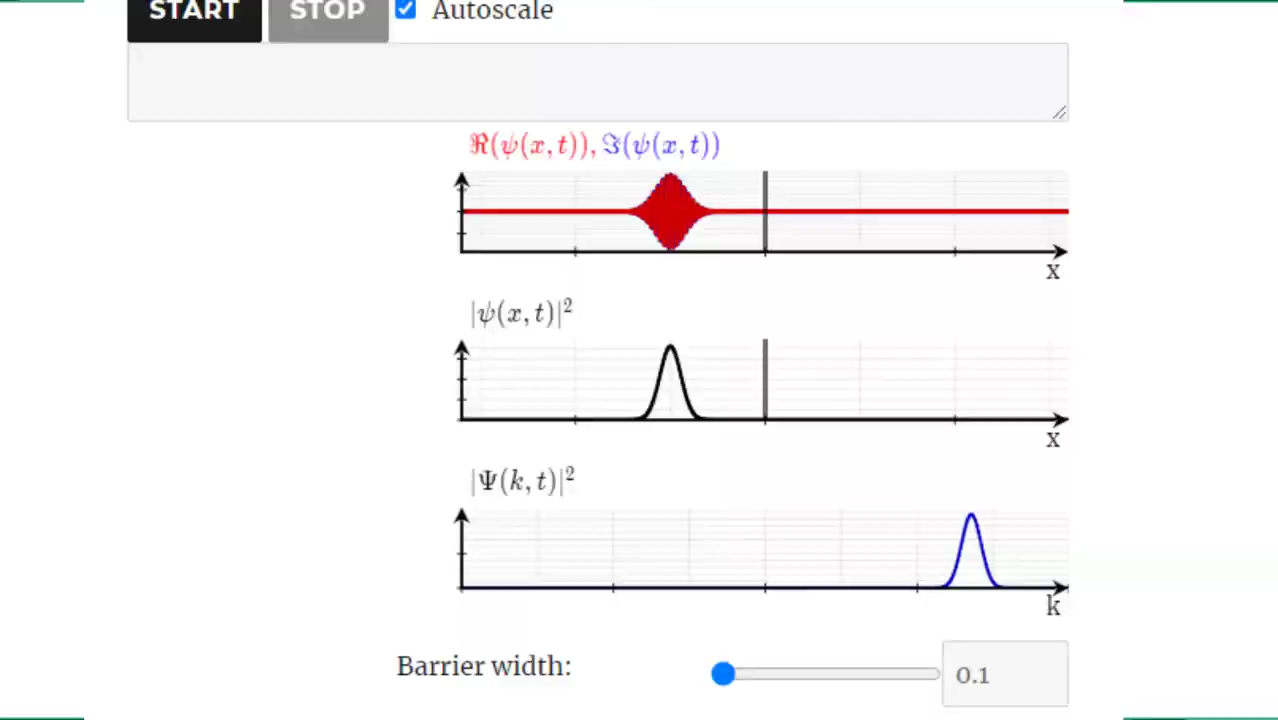 START STOP Autoscale
ℜ(ψ(x,t)), ℑ(ψ(x,t))
x
|ψ(x,t)|²
x
|Ψ(k,t)|²
k
Barrier width: 0.1